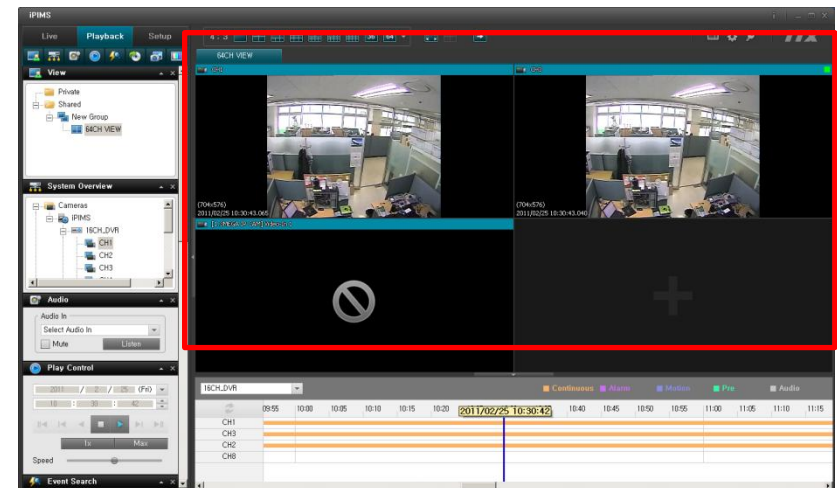 iPIMS
Live Playback Setup
4:3 36 64
View
Private
Shared
New Group
64CH VIEW
System Overview
Cameras
IPIMS
16CH_DVR
CH1
CH2
CH3
Audio
Audio In
Select Audio In
Mute Listen
Play Control
2011 / 2 / 25 (Fri)
10 : 30 : 42
1x Max
Speed
Event Search
64CH VIEW
(704x576)
2011/02/25 10:30:43.065
(704x576)
2011/02/25 10:30:43.040
16CH_DVR
Continuous Alarm Motion Pre Audio
09:55 10:00 10:05 10:10 10:15 10:20 2011/02/25 10:30:42 10:40 10:45 10:50 10:55 11:00 11:05 11:10 11:15
CH1
CH3
CH2
CH8